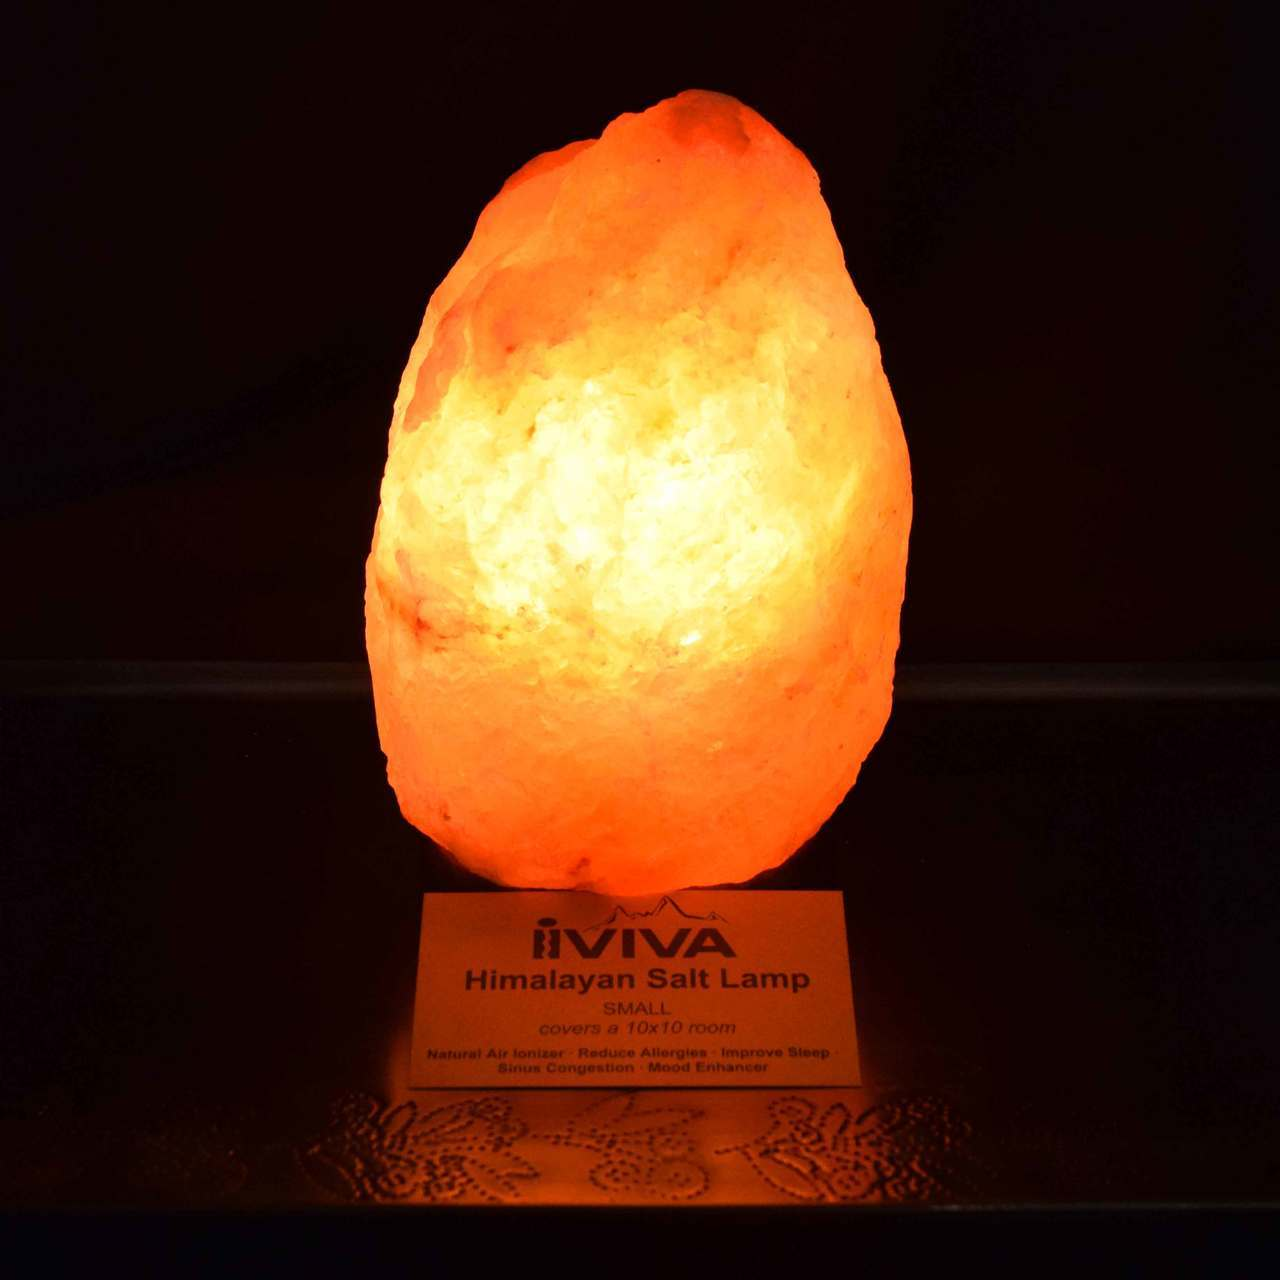 iVIVA
Himalayan Salt Lamp
SMALL
covers a 10x10 room
Natural Air Ionizer · Reduce Allergies · Improve Sleep
Sinus Congestion · Mood Enhancer